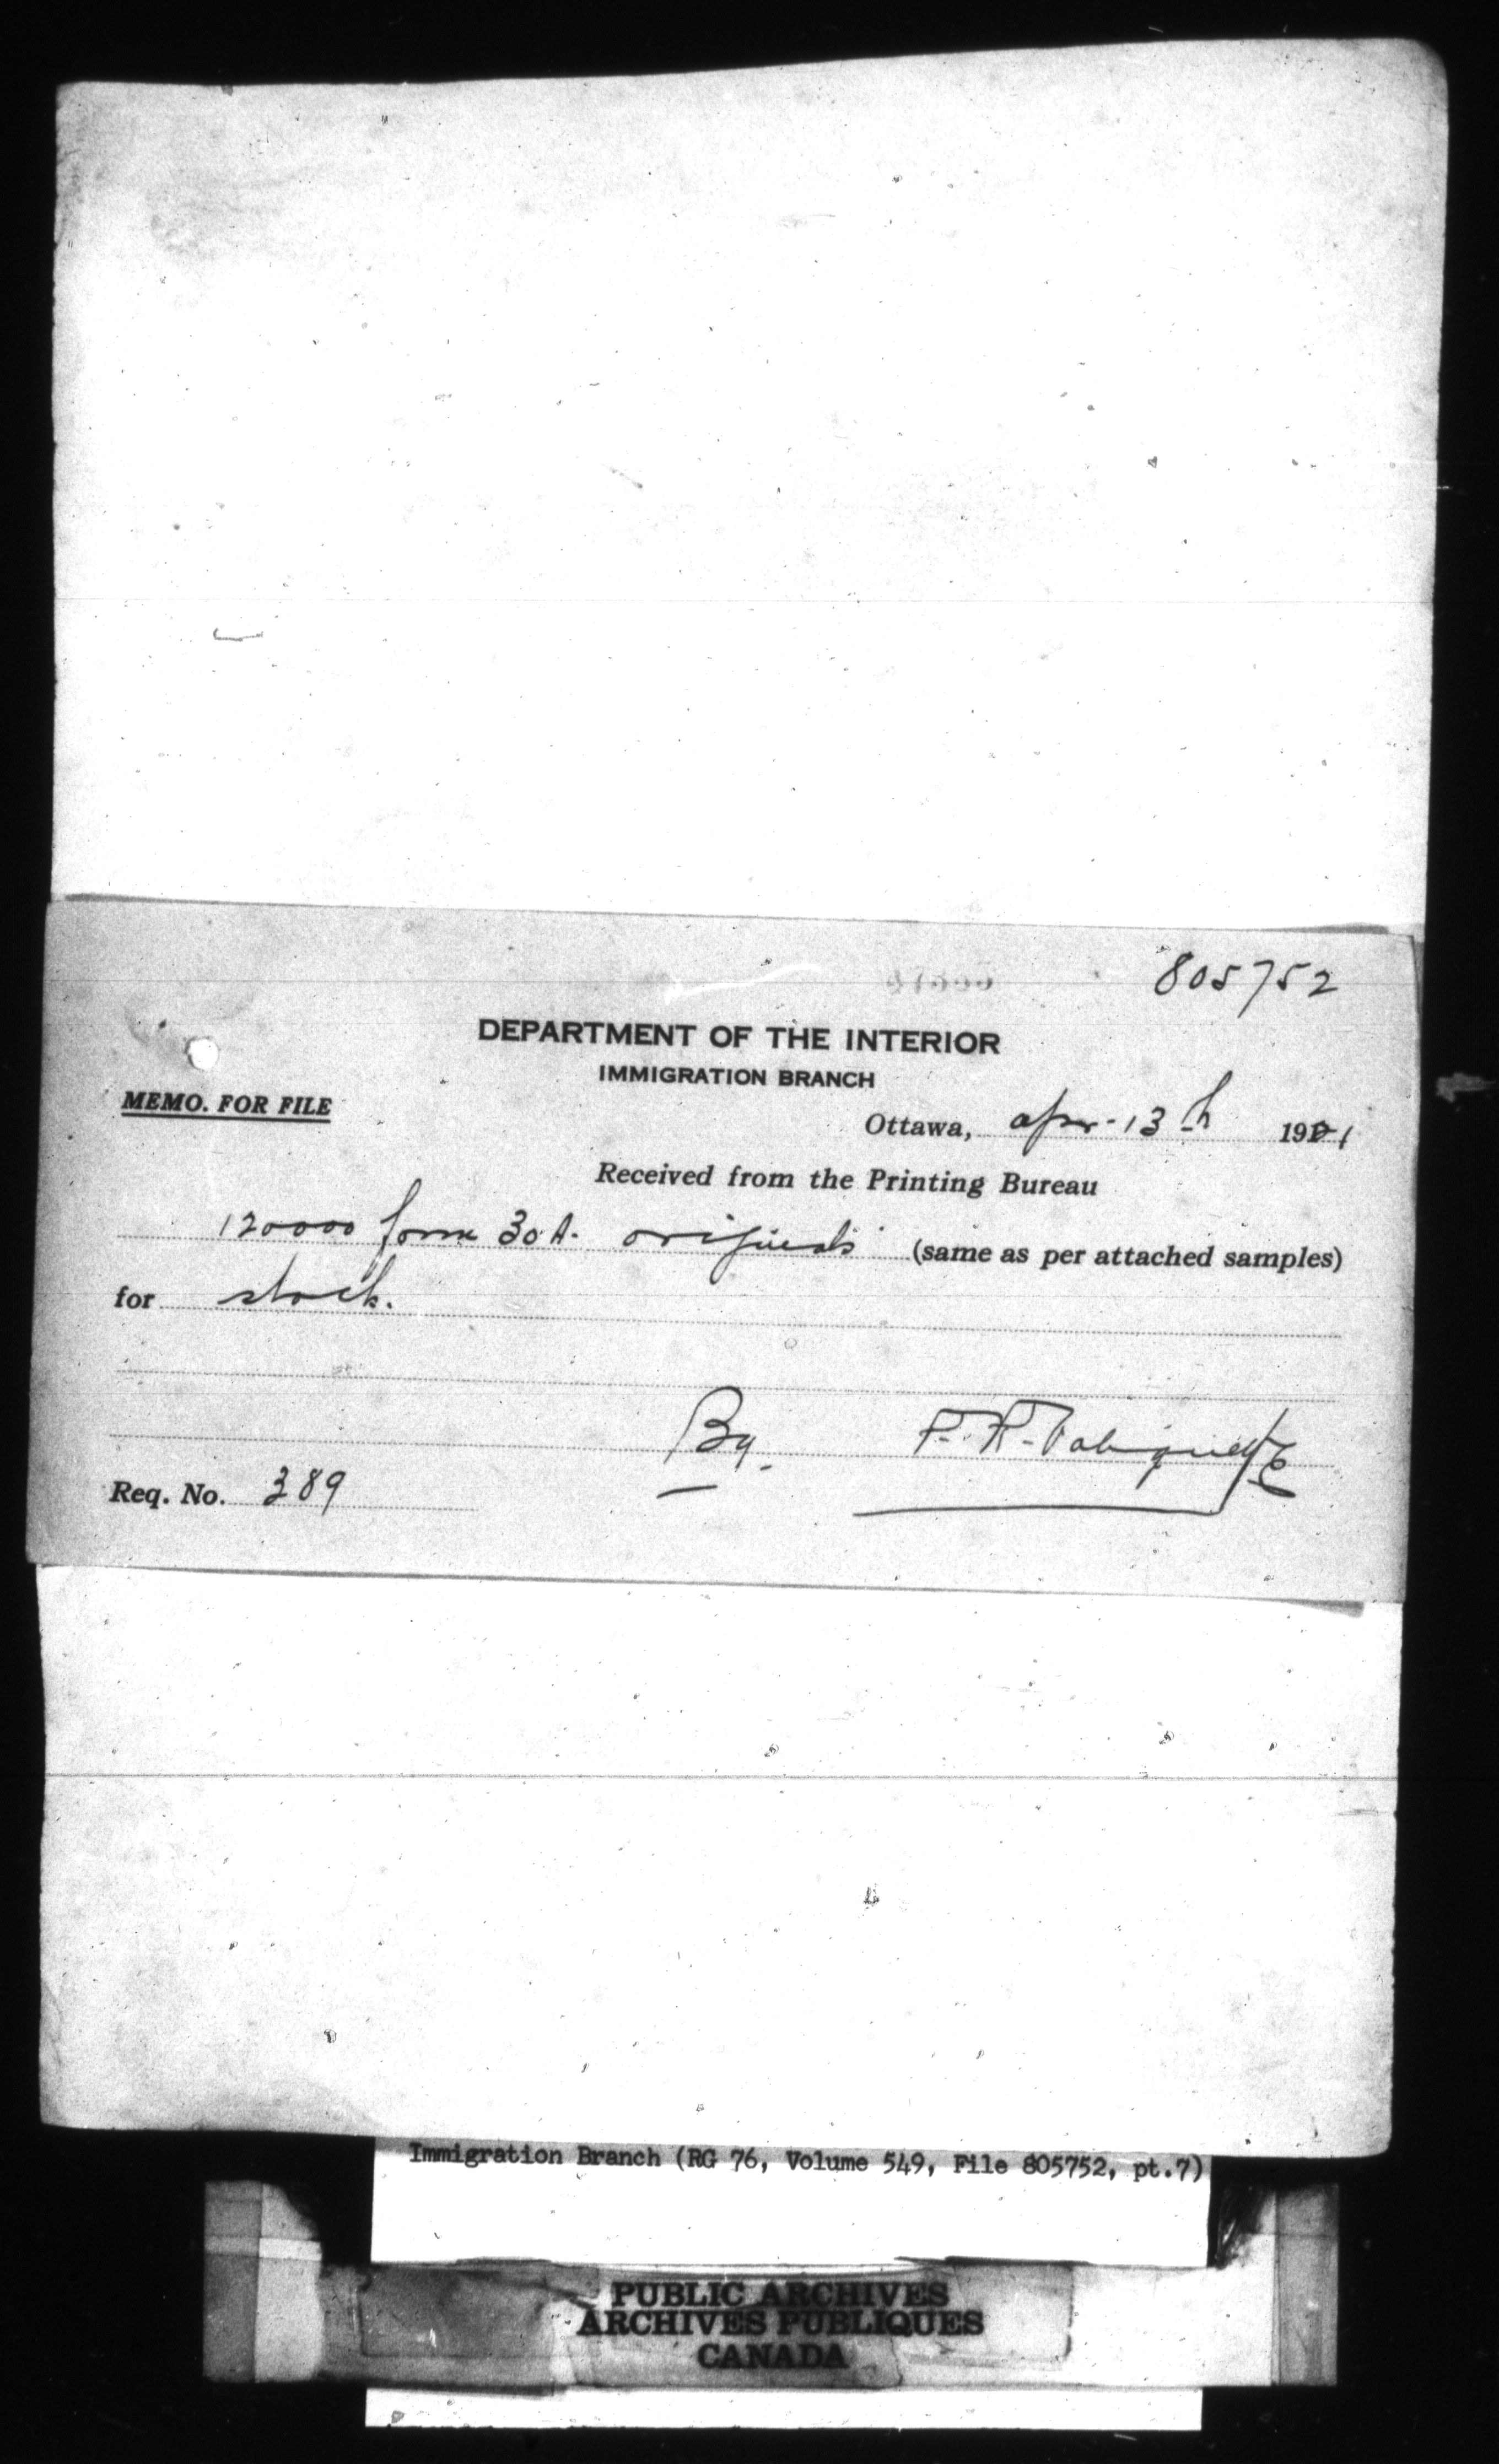 805752
DEPARTMENT OF THE INTERIOR
IMMIGRATION BRANCH
MEMO. FOR FILE
Ottawa, apr-13th 1921
Received from the Printing Bureau
120000 form 30A. originals (same as per attached samples)
for stock.
By. F. R.
Req. No. 389
Immigration Branch (RG 76, Volume 549, File 805752, pt.7)
PUBLIC ARCHIVES
ARCHIVES PUBLIQUES
CANADA